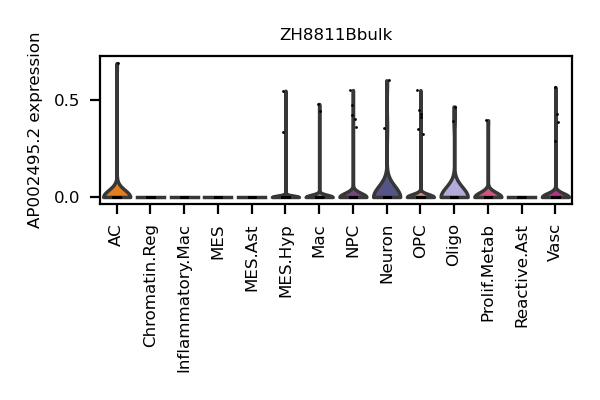 ZH8811Bbulk
AP002495.2 expression
0.5
0.0
AC
Chromatin.Reg
Inflammatory.Mac
MES
MES.Ast
MES.Hyp
Mac
NPC
Neuron
OPC
Oligo
Prolif.Metab
Reactive.Ast
Vasc